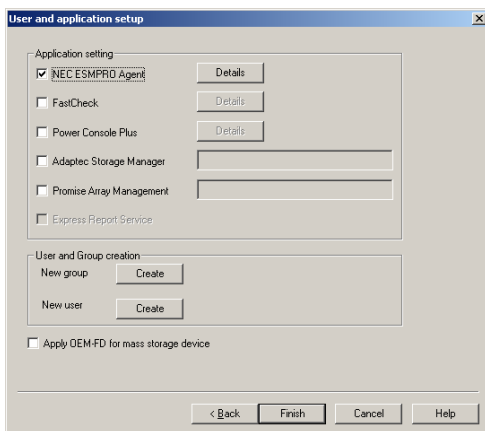 User and application setup
Application setting
NEC ESMPRO Agent Details
FastCheck Details
Power Console Plus Details
Adaptec Storage Manager
Promise Array Management
Express Report Service
User and Group creation
New group Create
New user Create
Apply OEM-FD for mass storage device
< Back Finish Cancel Help